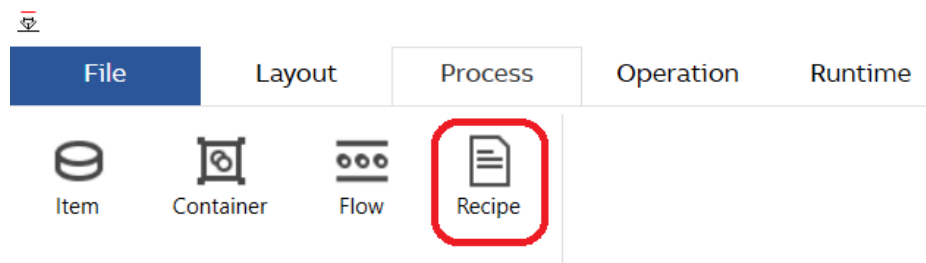 File Layout Process Operation Runtime
Item Container Flow Recipe